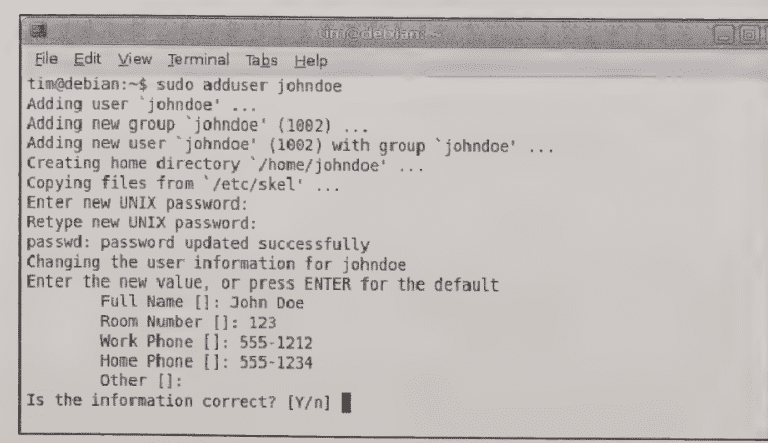 tim@debian: ~
File Edit View Terminal Tabs Help
tim@debian:~$ sudo adduser johndoe
Adding user `johndoe' ...
Adding new group `johndoe' (1002) ...
Adding new user `johndoe' (1002) with group `johndoe' ...
Creating home directory `/home/johndoe' ...
Copying files from `/etc/skel' ...
Enter new UNIX password:
Retype new UNIX password:
passwd: password updated successfully
Changing the user information for johndoe
Enter the new value, or press ENTER for the default
Full Name []: John Doe
Room Number []: 123
Work Phone []: 555-1212
Home Phone []: 555-1234
Other []:
Is the information correct? [Y/n]